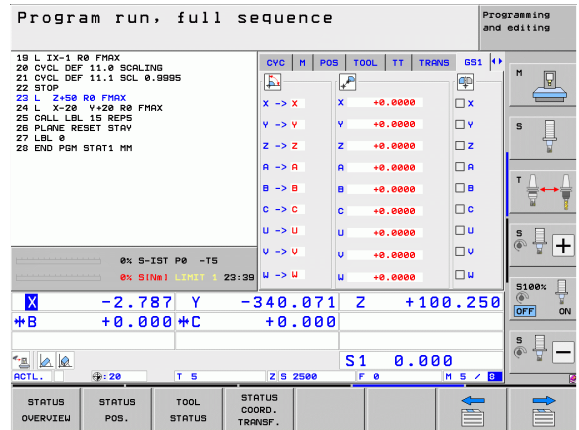 Program run, full sequence
Programming
and editing
19 L IX-1 R0 FMAX
20 CYCL DEF 11.0 SCALING
21 CYCL DEF 11.1 SCL 0.9995
22 STOP
23 L Z+50 R0 FMAX
24 L X-20 Y+20 R0 FMAX
25 CALL LBL 15 REP5
26 PLANE RESET STAY
27 LBL 0
28 END PGM STAT1 MM
CYC M POS TOOL TT TRANS GS1
X -> X X +0.0000 X
Y -> Y Y +0.0000 Y
Z -> Z Z +0.0000 Z
A -> A A +0.0000 A
B -> B B +0.0000 B
C -> C C +0.0000 C
U -> U U +0.0000 U
V -> V V +0.0000 V
W -> W W +0.0000 W
0% S-IST P0 -T5
0% S[Nm] LIMIT 1 23:39
X -2.787 Y -340.071 Z +100.250
B +0.000 C +0.000
S1 0.000
ACTL. :20 T 5 Z S 2500 F 0 M 5 / 8
M
S
T
S
S100%
OFF ON
S
STATUS
OVERVIEW
STATUS
POS.
TOOL
STATUS
STATUS
COORD.
TRANSF.